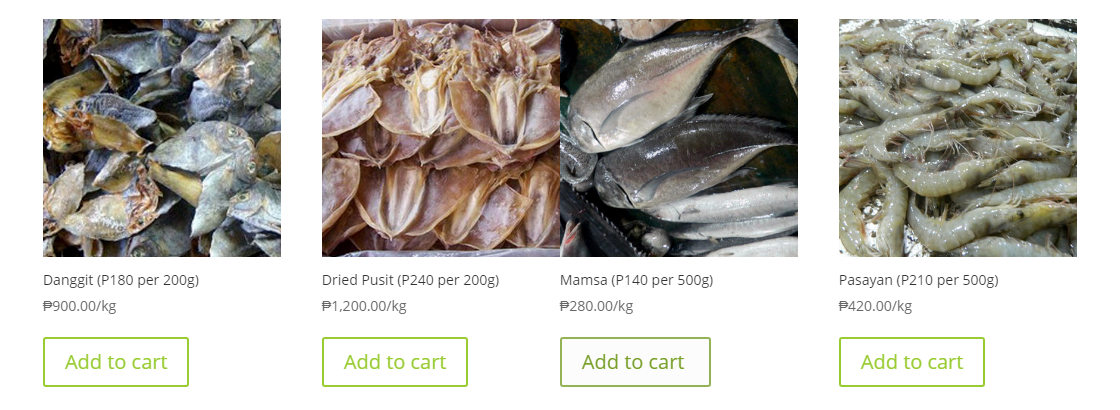 Danggit (P180 per 200g)
₱900.00/kg
Add to cart
Dried Pusit (P240 per 200g)
₱1,200.00/kg
Add to cart
Mamsa (P140 per 500g)
₱280.00/kg
Add to cart
Pasayan (P210 per 500g)
₱420.00/kg
Add to cart